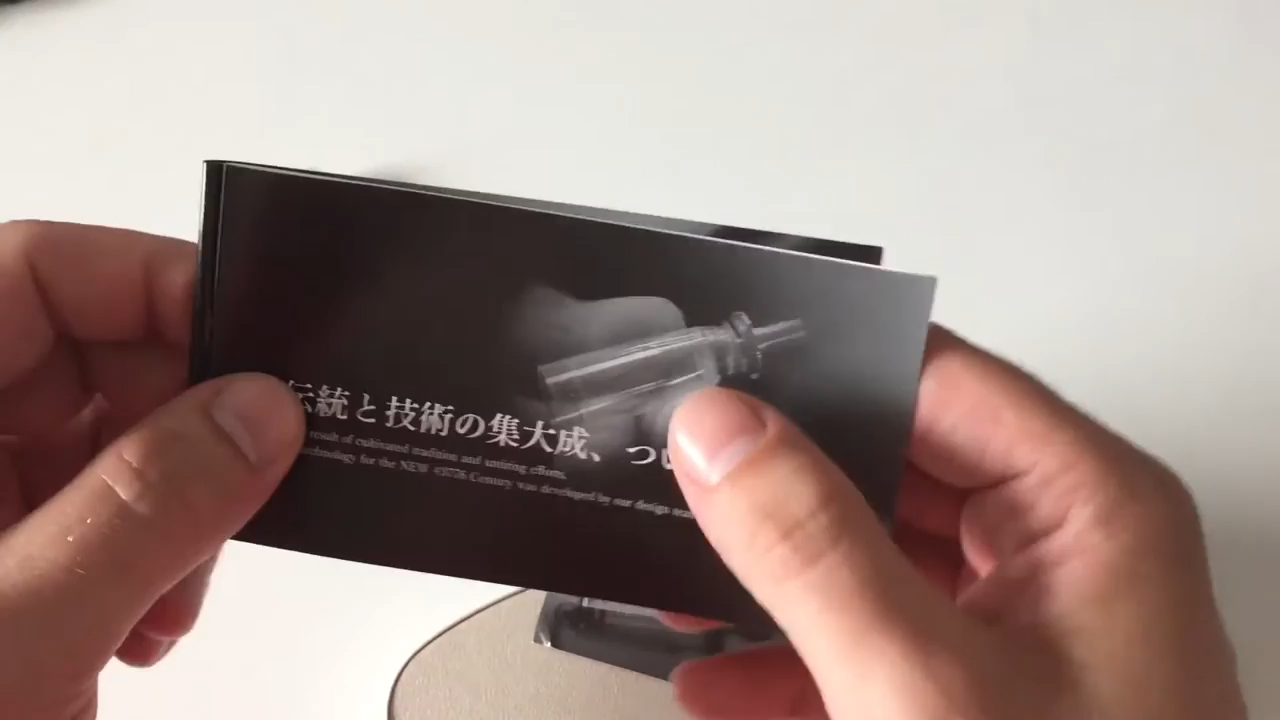 伝統と技術の集大成、つ
result of cultivated tradition and untiring efforts.
technology for the NEW #3776 Century was developed by our design